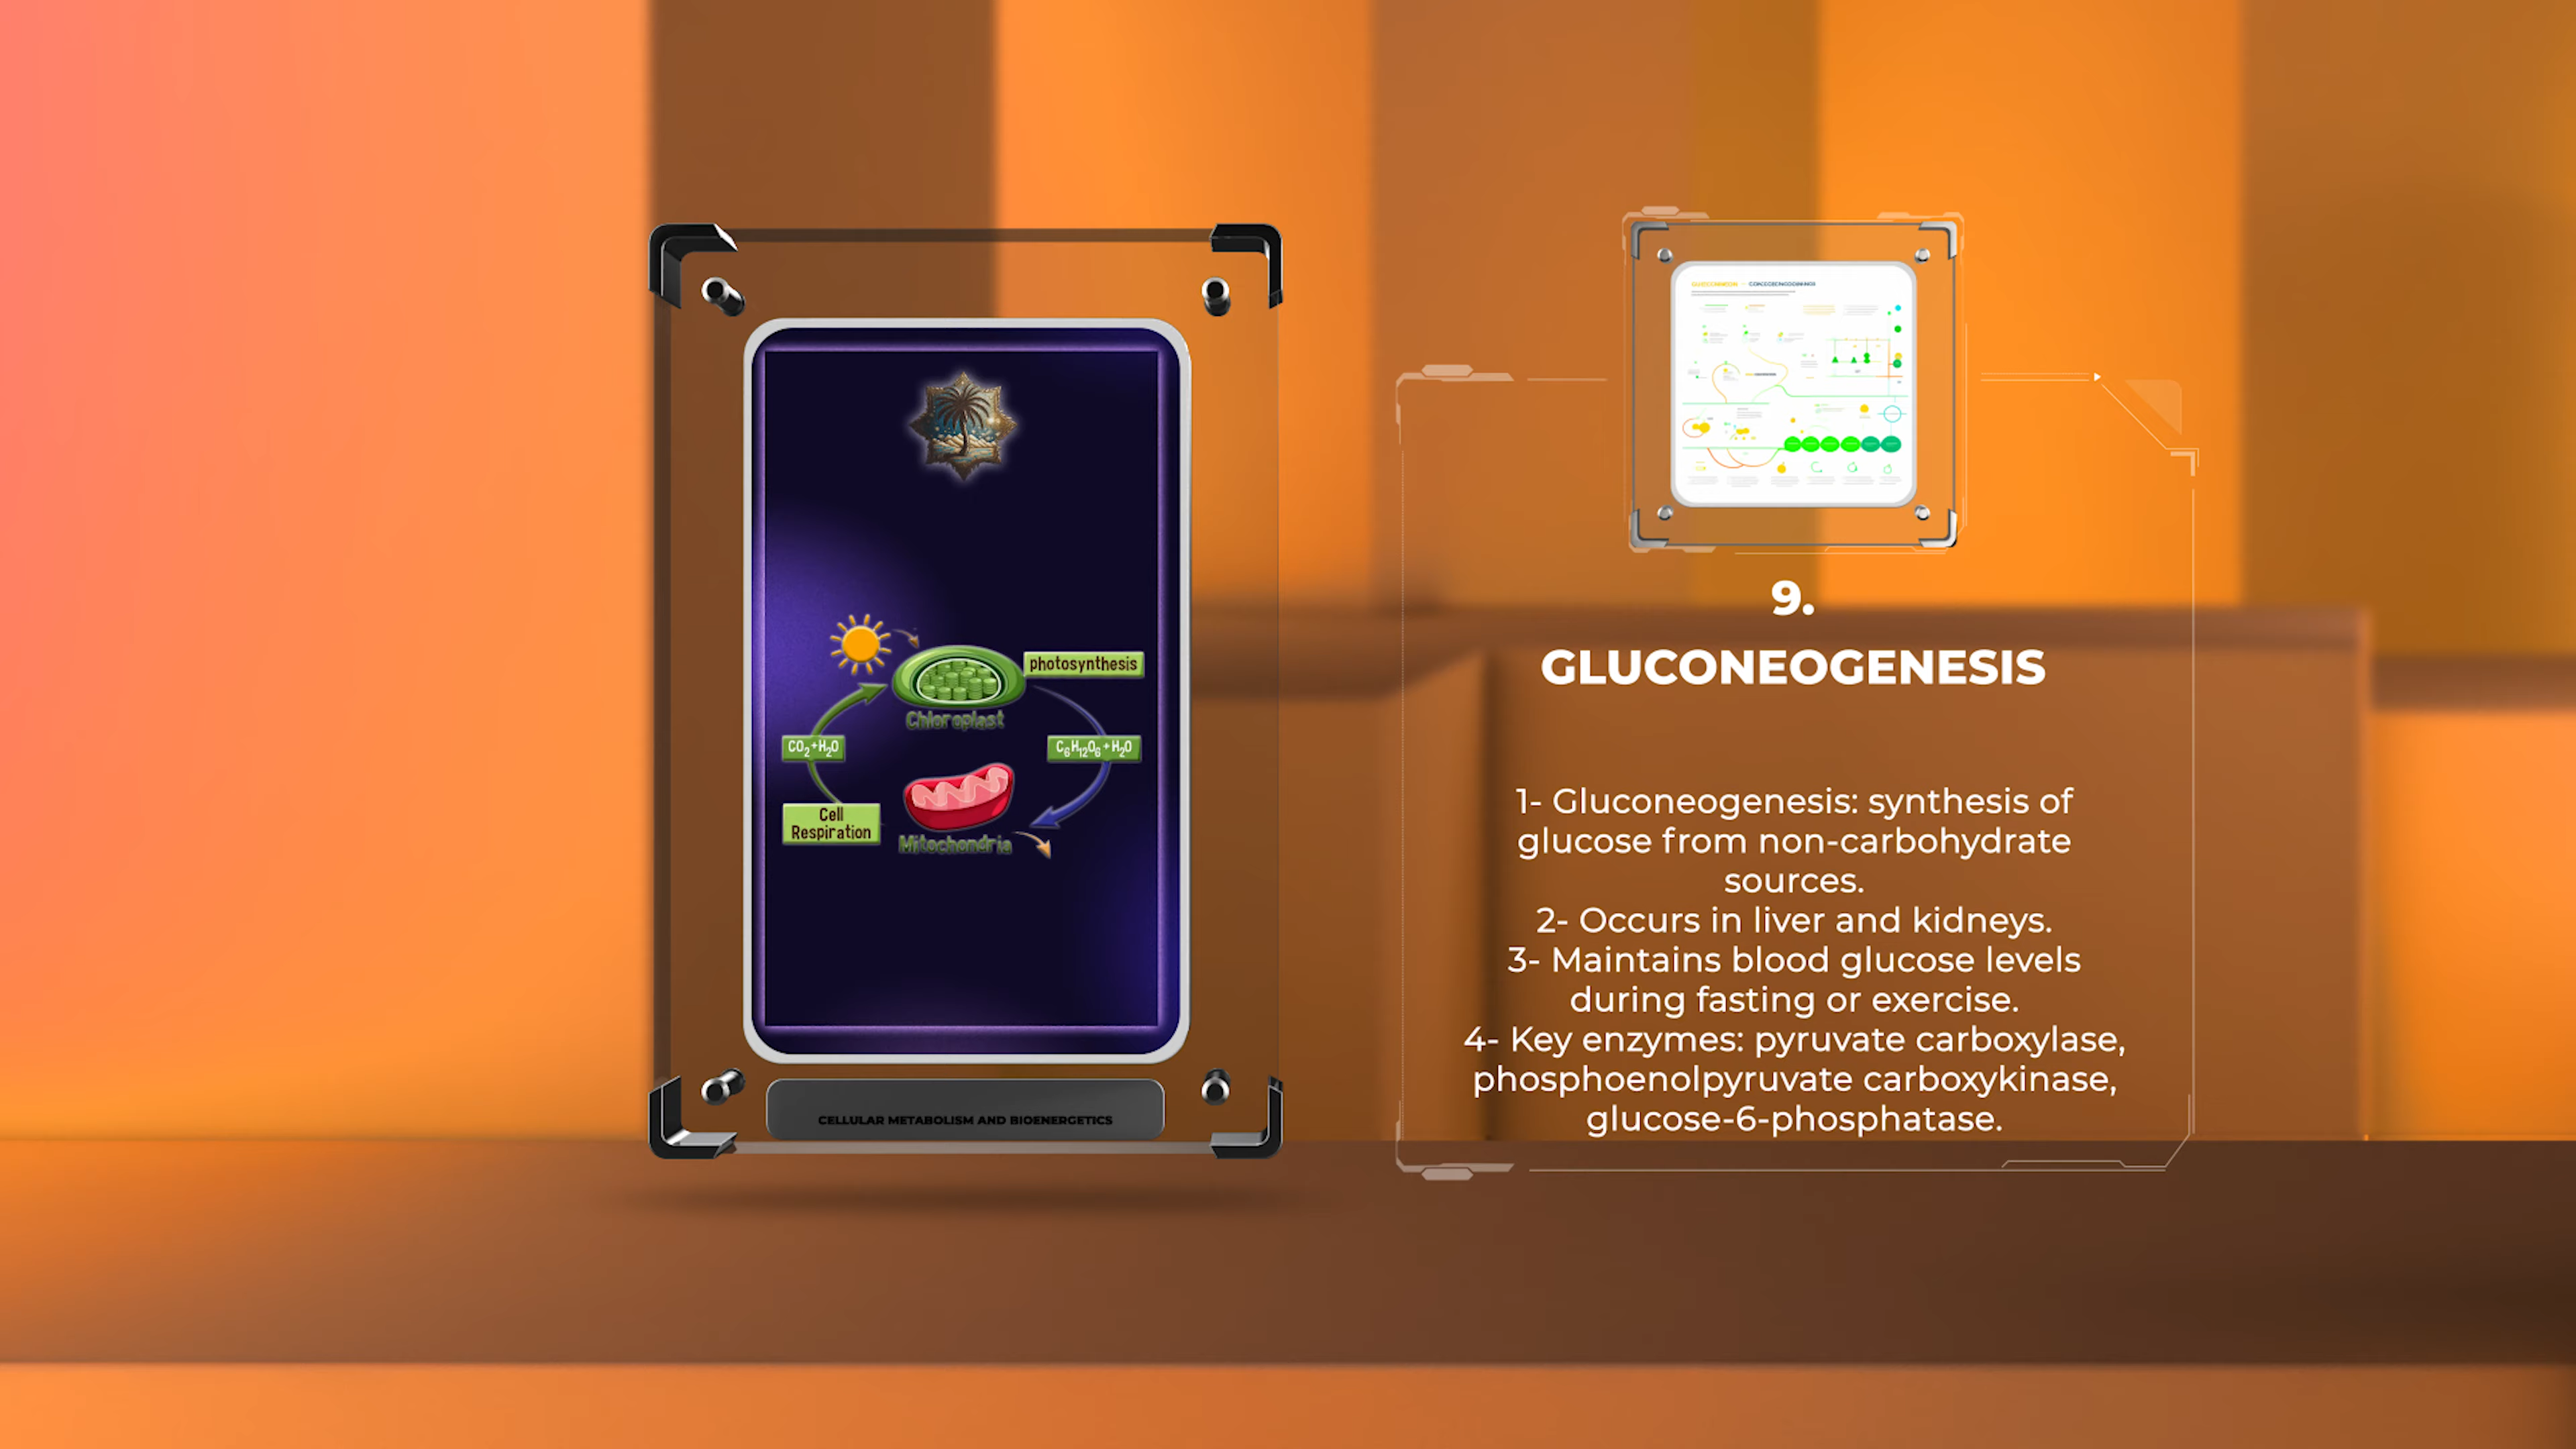 photosynthesis
Chloroplast
CO2+H2O
C6H12O6+H2O
Cell
Respiration
Mitochondria
CELLULAR METABOLISM AND BIOENERGETICS
9.
GLUCONEOGENESIS
1- Gluconeogenesis: synthesis of
glucose from non-carbohydrate
sources.
2- Occurs in liver and kidneys.
3- Maintains blood glucose levels
during fasting or exercise.
4- Key enzymes: pyruvate carboxylase,
phosphoenolpyruvate carboxykinase,
glucose-6-phosphatase.